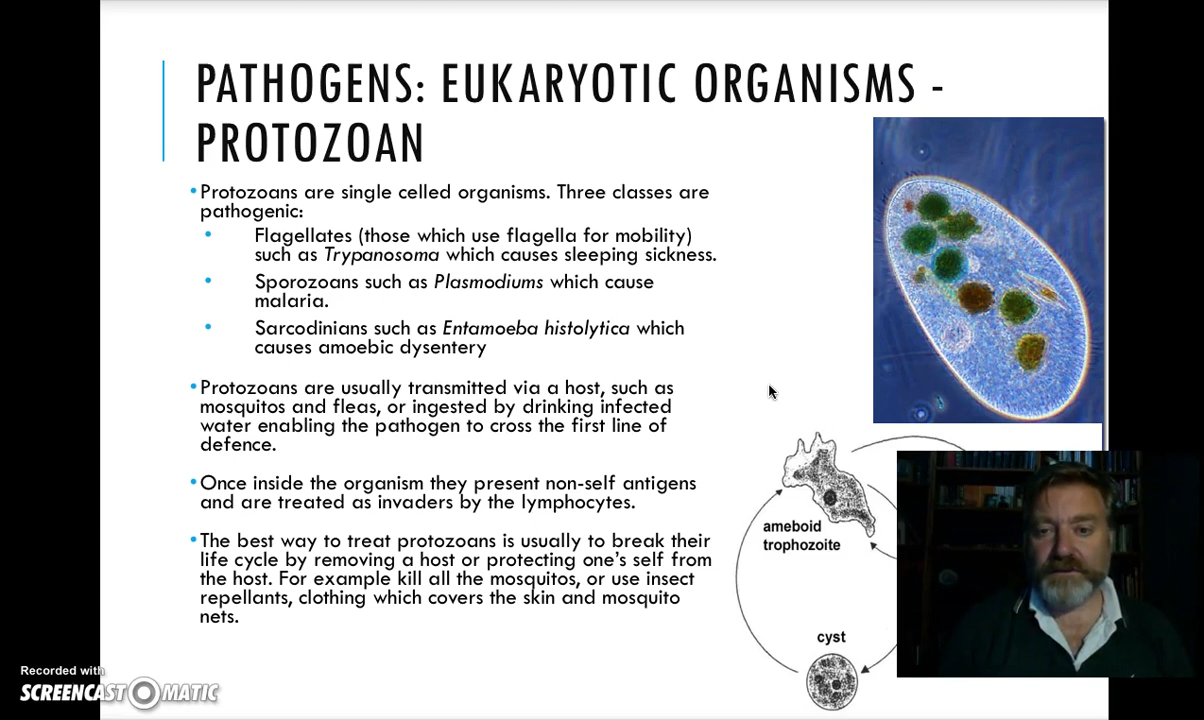 PATHOGENS: EUKARYOTIC ORGANISMS -
PROTOZOAN
•Protozoans are single celled organisms. Three classes are
pathogenic:
• Flagellates (those which use flagella for mobility)
such as Trypanosoma which causes sleeping sickness.
• Sporozoans such as Plasmodiums which cause
malaria.
• Sarcodinians such as Entamoeba histolytica which
causes amoebic dysentery
•Protozoans are usually transmitted via a host, such as
mosquitos and fleas, or ingested by drinking infected
water enabling the pathogen to cross the first line of
defence.
•Once inside the organism they present non-self antigens
and are treated as invaders by the lymphocytes.
•The best way to treat protozoans is usually to break their
life cycle by removing a host or protecting one's self from
the host. For example kill all the mosquitos, or use insect
repellants, clothing which covers the skin and mosquito
nets.
ameboid
trophozoite
cyst
Recorded with
SCREENCAST MATIC